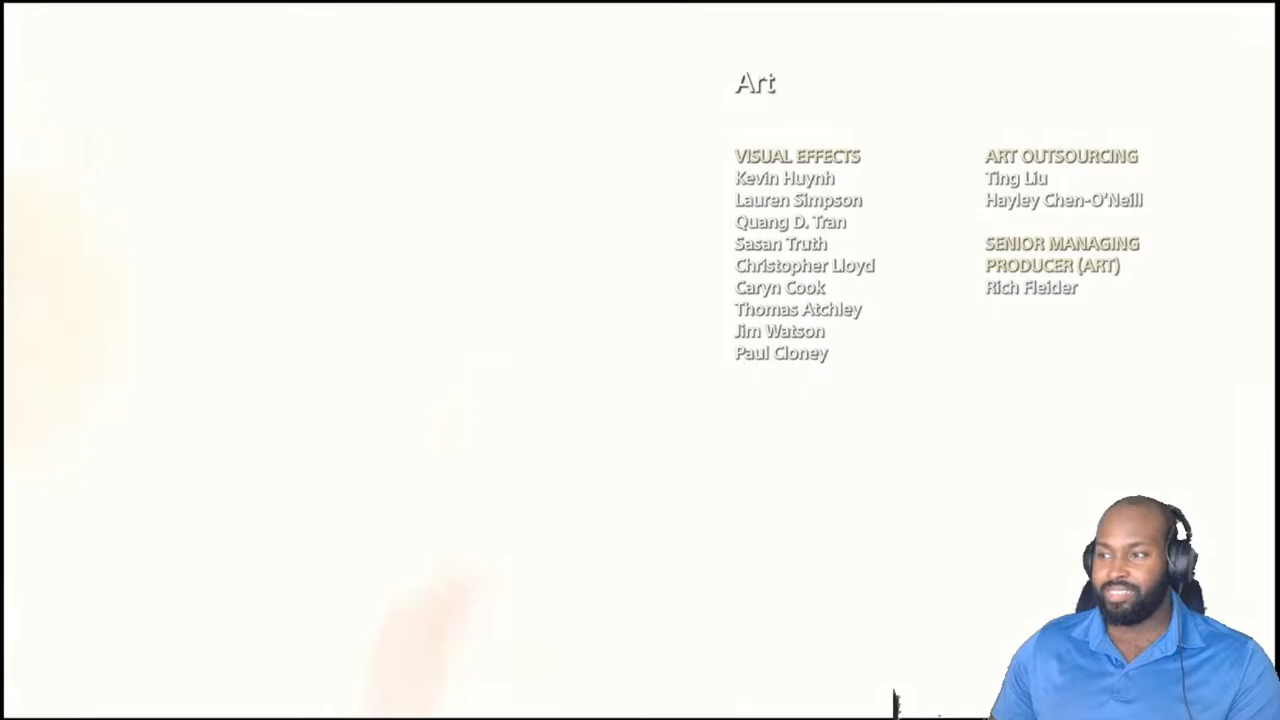 Art
VISUAL EFFECTS
Kevin Huynh
Lauren Simpson
Quang D. Tran
Sasan Truth
Christopher Lloyd
Caryn Cook
Thomas Atchley
Jim Watson
Paul Cloney
ART OUTSOURCING
Ting Liu
Hayley Chen-O'Neill
SENIOR MANAGING
PRODUCER (ART)
Rich Fleider